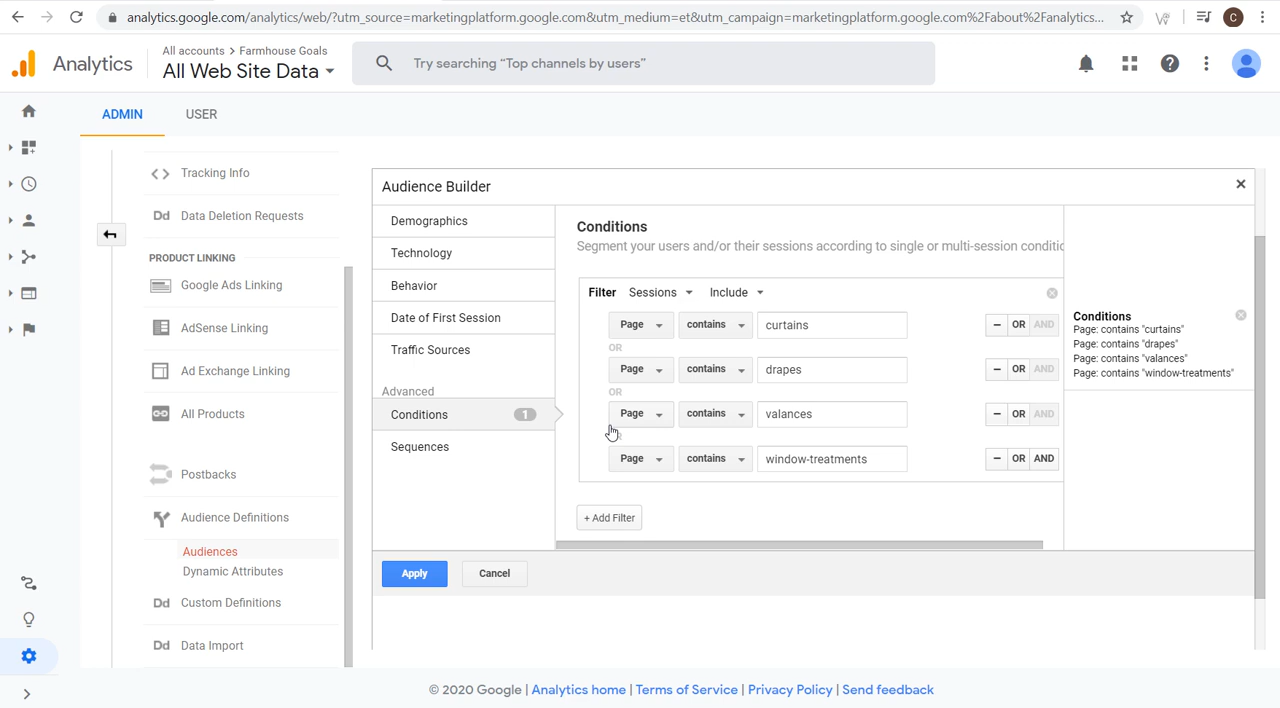 analytics.google.com/analytics/web/?utm_source=marketingplatform.google.com&utm_medium=et&utm_campaign=marketingplatform.google.com%2Fabout%2Fanalytics...
C
Analytics
All accounts > Farmhouse Goals
All Web Site Data
Try searching “Top channels by users”
ADMIN
USER
Tracking Info
Dd Data Deletion Requests
PRODUCT LINKING
Google Ads Linking
AdSense Linking
Ad Exchange Linking
All Products
Postbacks
Audience Definitions
Audiences
Dynamic Attributes
Dd Custom Definitions
Dd Data Import
Audience Builder
Demographics
Technology
Behavior
Date of First Session
Traffic Sources
Advanced
Conditions 1
Sequences
Conditions
Segment your users and/or their sessions according to single or multi-session
Filter Sessions Include
Page contains curtains - OR AND
OR
Page contains drapes - OR AND
OR
Page contains valances - OR AND
Page contains window-treatments - OR AND
+ Add Filter
Conditions
Page: contains "curtains"
Page: contains "drapes"
Page: contains "valances"
Page: contains "window-treatments"
Apply
Cancel
© 2020 Google | Analytics home | Terms of Service | Privacy Policy | Send feedback